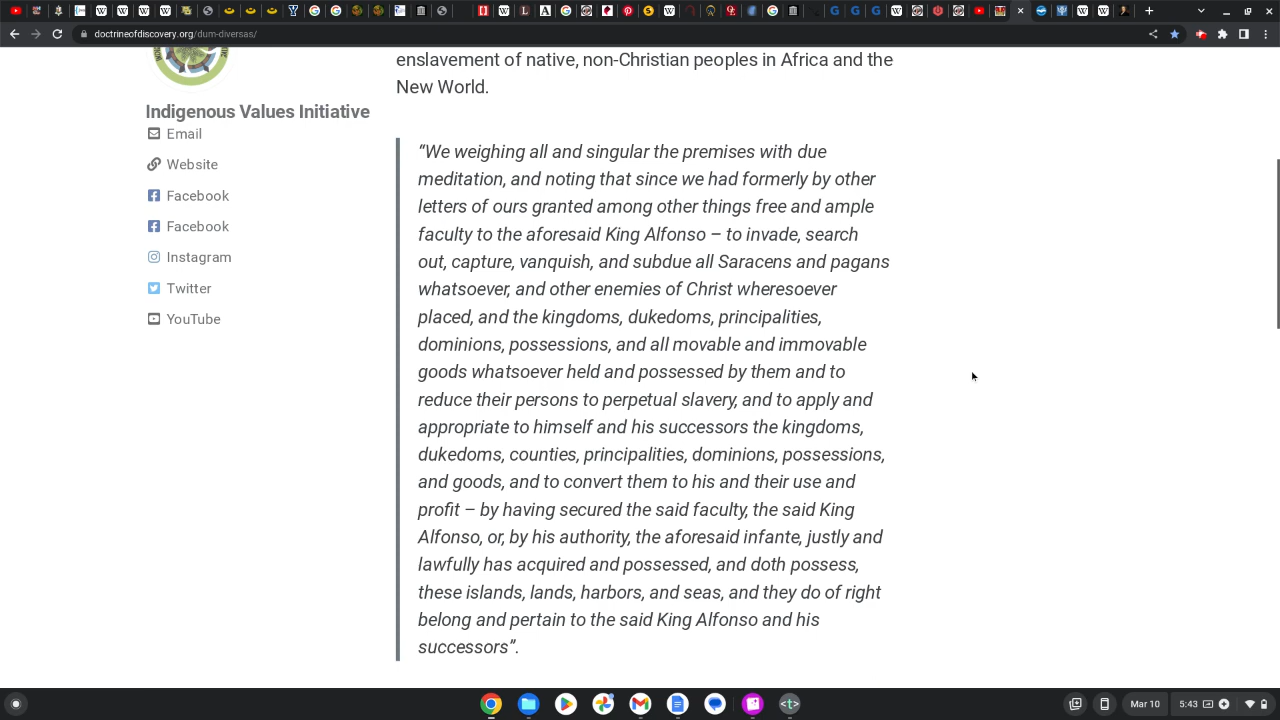 doctrineofdiscovery.org/dum-diversas/
enslavement of native, non-Christian peoples in Africa and the
New World.
Indigenous Values Initiative
Email
Website
Facebook
Facebook
Instagram
Twitter
YouTube
“We weighing all and singular the premises with due
meditation, and noting that since we had formerly by other
letters of ours granted among other things free and ample
faculty to the aforesaid King Alfonso – to invade, search
out, capture, vanquish, and subdue all Saracens and pagans
whatsoever, and other enemies of Christ wheresoever
placed, and the kingdoms, dukedoms, principalities,
dominions, possessions, and all movable and immovable
goods whatsoever held and possessed by them and to
reduce their persons to perpetual slavery, and to apply and
appropriate to himself and his successors the kingdoms,
dukedoms, counties, principalities, dominions, possessions,
and goods, and to convert them to his and their use and
profit – by having secured the said faculty, the said King
Alfonso, or, by his authority, the aforesaid infante, justly and
lawfully has acquired and possessed, and doth possess,
these islands, lands, harbors, and seas, and they do of right
belong and pertain to the said King Alfonso and his
successors”.
Mar 10
5:43